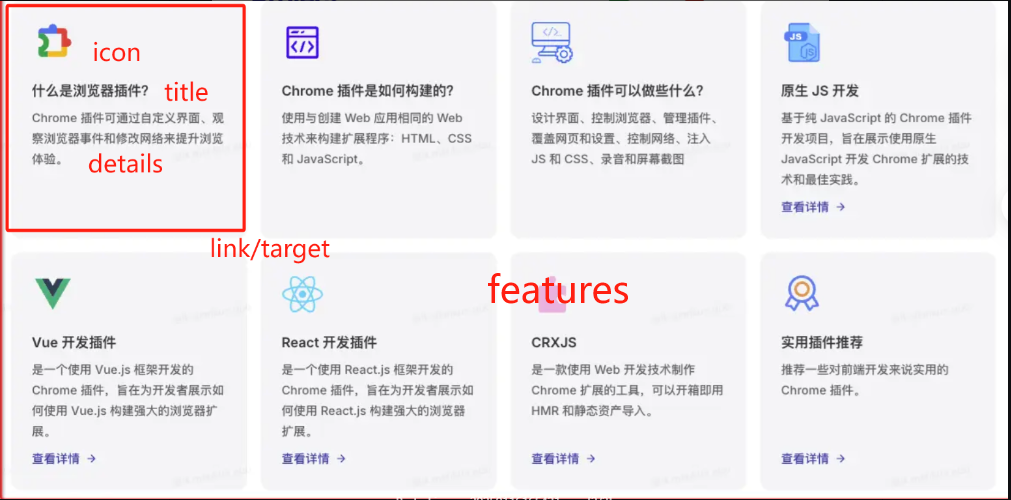 icon
什么是浏览器插件?
title
Chrome 插件可通过自定义界面、观
察浏览器事件和修改网络来提升浏览
体验。
details
Chrome 插件是如何构建的?
使用与创建 Web 应用相同的 Web
技术来构建扩展程序：HTML、CSS
和 JavaScript。
Chrome 插件可以做些什么?
设计界面、控制浏览器、管理插件、
覆盖网页和设置、控制网络、注入
JS 和 CSS、录音和屏幕截图
JS
JS
原生 JS 开发
基于纯 JavaScript 的 Chrome 插件
开发项目，旨在展示使用原生
JavaScript 开发 Chrome 扩展的技
术和最佳实践。
查看详情 →
link/target
features
Vue 开发插件
是一个使用 Vue.js 框架开发的
Chrome 插件，旨在为开发者展示如
何使用 Vue.js 构建强大的浏览器扩
展。
查看详情 →
React 开发插件
是一个使用 React.js 框架开发的
Chrome 插件，旨在为开发者展示如
何使用 React.js 构建强大的浏览器
扩展。
查看详情 →
CRXJS
是一款使用 Web 开发技术制作
Chrome 扩展的工具，可以开箱即用
HMR 和静态资产导入。
查看详情 →
实用插件推荐
推荐一些对前端开发来说实用的
Chrome 插件。
查看详情 →